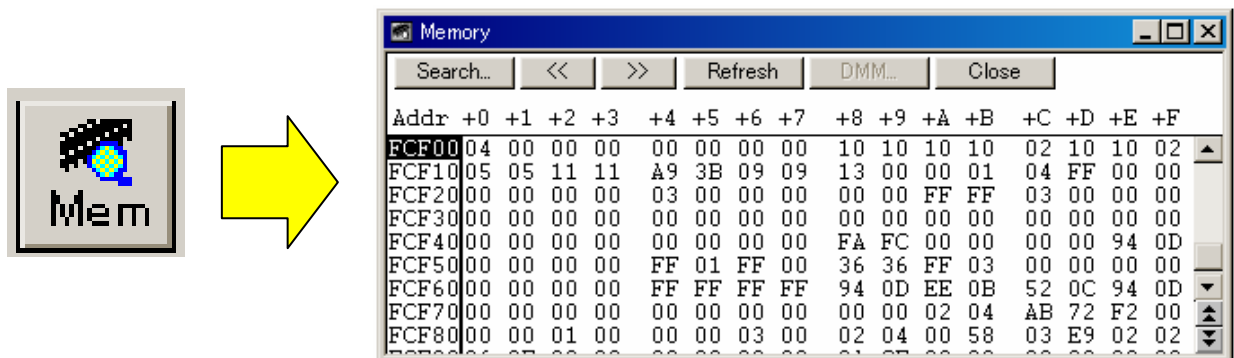 Mem
Memory
Search... << >> Refresh DMM... Close
Addr +0 +1 +2 +3 +4 +5 +6 +7 +8 +9 +A +B +C +D +E +F
FCF00 04 00 00 00 00 00 00 00 10 10 10 10 02 10 10 02
FCF10 05 05 11 11 A9 3B 09 09 13 00 00 01 04 FF 00 00
FCF20 00 00 00 00 03 00 00 00 00 00 FF FF 03 00 00 00
FCF30 00 00 00 00 00 00 00 00 00 00 00 00 00 00 00 00
FCF40 00 00 00 00 00 00 00 00 FA FC 00 00 00 00 94 0D
FCF50 00 00 00 00 FF 01 FF 00 36 36 FF 03 00 00 00 00
FCF60 00 00 00 00 FF FF FF FF 94 0D EE 0B 52 0C 94 0D
FCF70 00 00 00 00 00 00 00 00 00 00 02 04 AB 72 F2 00
FCF80 00 00 01 00 00 00 03 00 02 04 00 58 03 E9 02 02